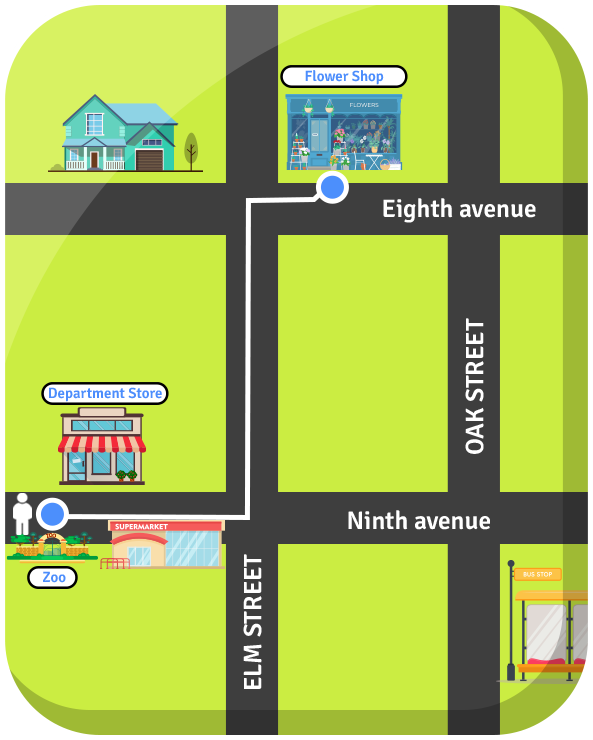 Flower Shop
FLOWERS
Eighth avenue
OAK STREET
Department Store
SUPERMARKET
Ninth avenue
ZOO
Zoo
ELM STREET
BUS STOP